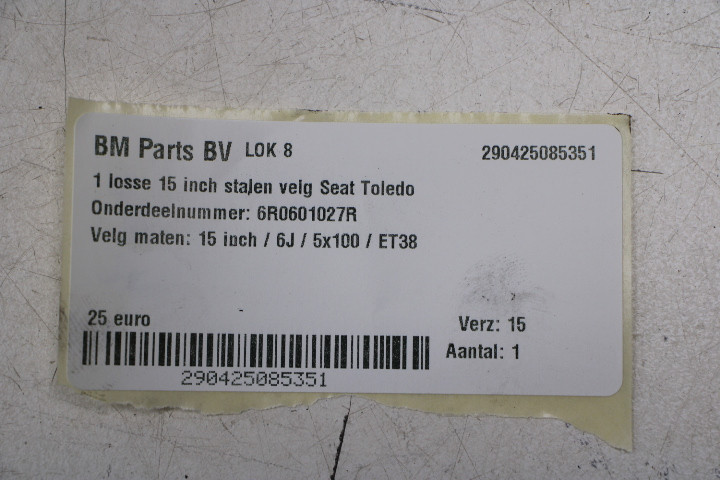 BM Parts BV LOK 8 290425085351
1 losse 15 inch stalen velg Seat Toledo
Onderdeelnummer: 6R0601027R
Velg maten: 15 inch / 6J / 5x100 / ET38
25 euro Verz: 15
Aantal: 1
290425085351